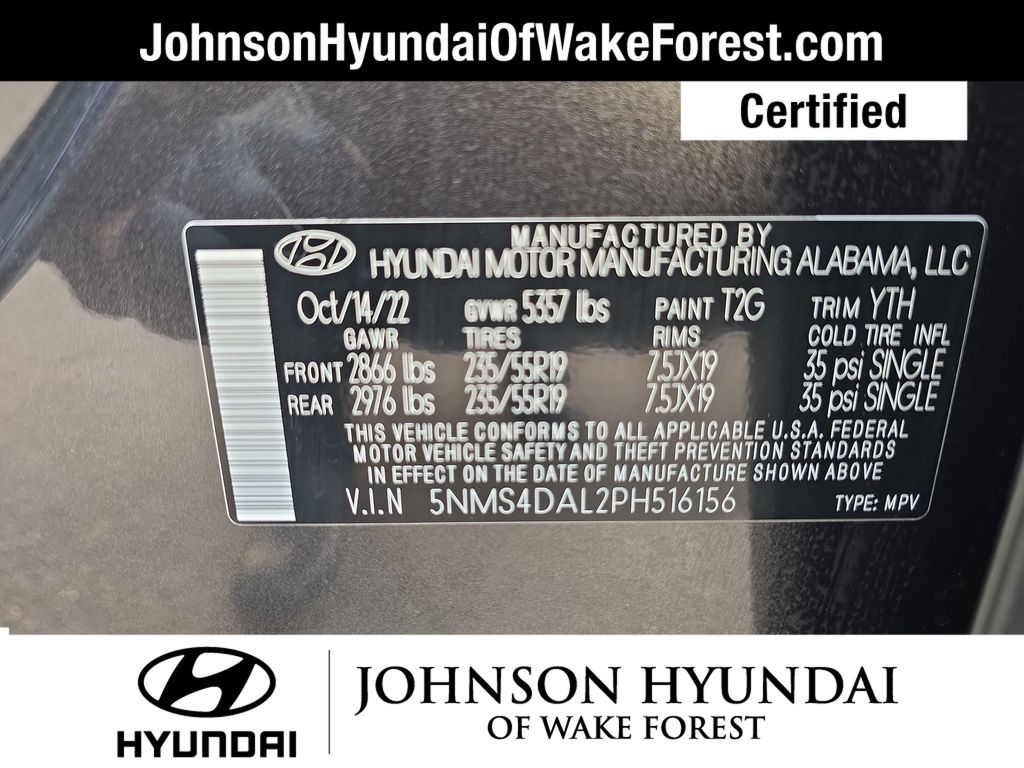 JohnsonHyundaiOfWakeForest.com
Certified
MANUFACTURED BY
HYUNDAI MOTOR MANUFACTURING ALABAMA, LLC
Oct/14/22 GVWR 5357 lbs PAINT T2G TRIM YTH
GAWR TIRES RIMS COLD TIRE INFL
FRONT 2866 lbs 235/55R19 7.5JX19 35 psi SINGLE
REAR 2976 lbs 235/55R19 7.5JX19 35 psi SINGLE
THIS VEHICLE CONFORMS TO ALL APPLICABLE U.S.A. FEDERAL
MOTOR VEHICLE SAFETY AND THEFT PREVENTION STANDARDS
IN EFFECT ON THE DATE OF MANUFACTURE SHOWN ABOVE
V.I.N 5NMS4DAL2PH516156 TYPE: MPV
HYUNDAI
JOHNSON HYUNDAI
OF WAKE FOREST